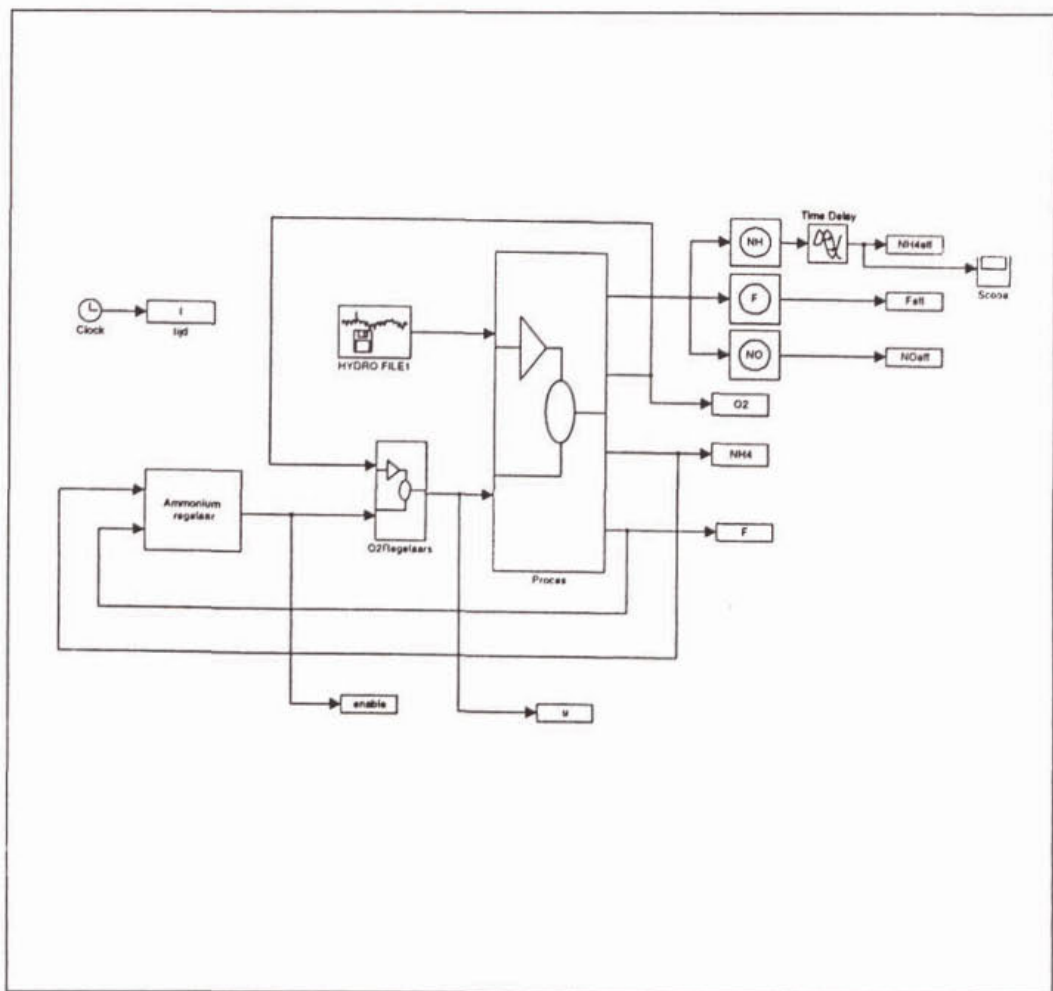 Time Delay
NH
NH4eff
Scope
F
Feff
Clock
tijd
HYDRO FILE1
NO
NOeff
O2
NH4
Ammonium
regelaar
F
O2Regelaars
Proces
enable
u